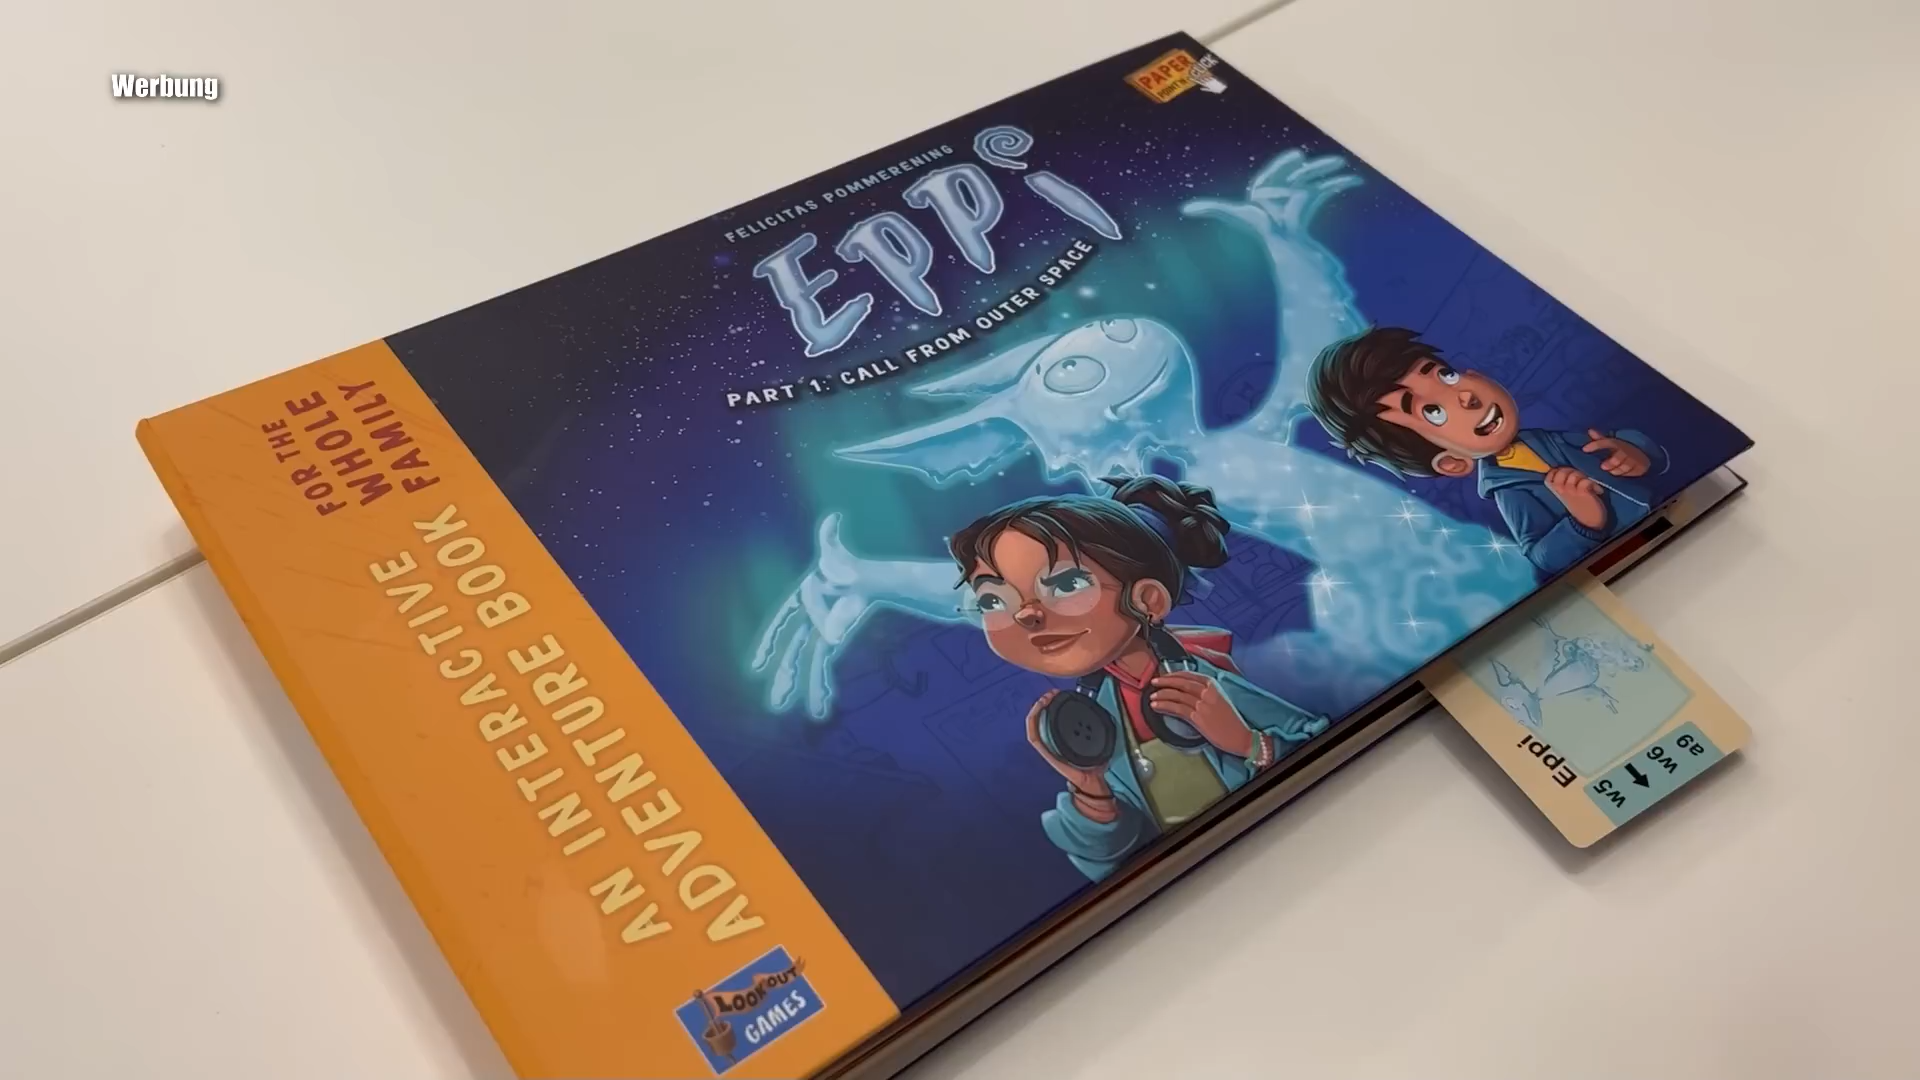 Werbung
PAPER
POINT'N'CLICK
FELICITAS POMMERENING
EPPi
PART 1: CALL FROM OUTER SPACE
FOR THE
WHOLE
FAMILY
AN INTERACTIVE
ADVENTURE BOOK
LOOKOUT
GAMES
Eppi
w5 → w6
a9